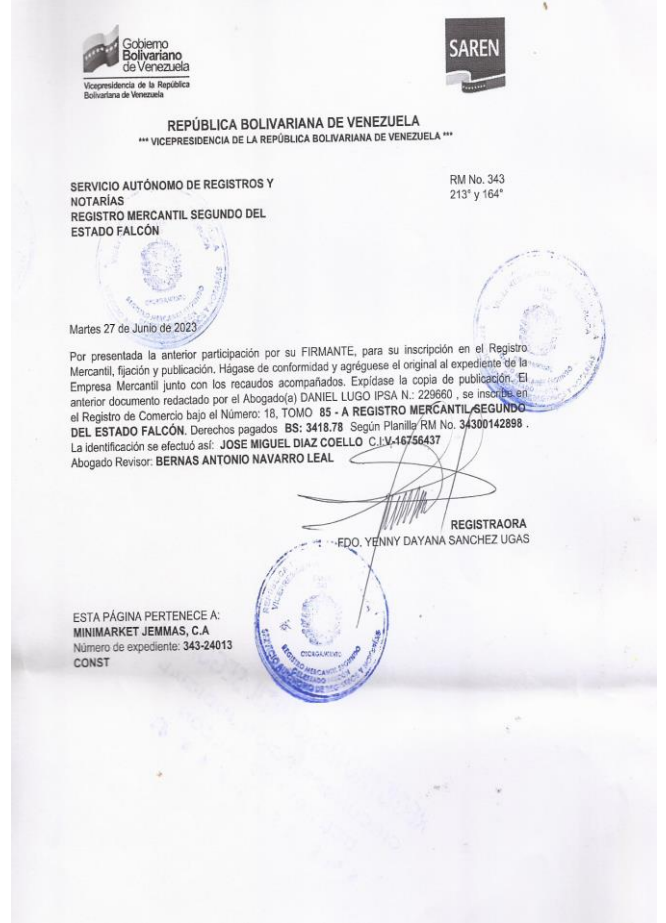 Gobierno
Bolivariano
de Venezuela
Vicepresidencia de la República
Bolivariana de Venezuela
SAREN
REPÚBLICA BOLIVARIANA DE VENEZUELA
*** VICEPRESIDENCIA DE LA REPÚBLICA BOLIVARIANA DE VENEZUELA ***
SERVICIO AUTÓNOMO DE REGISTROS Y
NOTARÍAS
REGISTRO MERCANTIL SEGUNDO DEL
ESTADO FALCÓN
RM No. 343
213° y 164°
Martes 27 de Junio de 2023
Por presentada la anterior participación por su FIRMANTE, para su inscripción en el Registro
Mercantil, fijación y publicación. Hágase de conformidad y agréguese el original al expediente de la
Empresa Mercantil junto con los recaudos acompañados. Expídase la copia de publicación. El
anterior documento redactado por el Abogado(a) DANIEL LUGO IPSA N.: 229660 , se inscribe en
el Registro de Comercio bajo el Número: 18, TOMO 85 - A REGISTRO MERCANTIL SEGUNDO
DEL ESTADO FALCÓN. Derechos pagados BS: 3418.78 Según Planilla RM No. 34300142898 .
La identificación se efectuó así: JOSE MIGUEL DIAZ COELLO C.I:V-16756437
Abogado Revisor: BERNAS ANTONIO NAVARRO LEAL
REGISTRAORA
FDO. YENNY DAYANA SANCHEZ UGAS
ESTA PÁGINA PERTENECE A:
MINIMARKET JEMMAS, C.A
Número de expediente: 343-24013
CONST